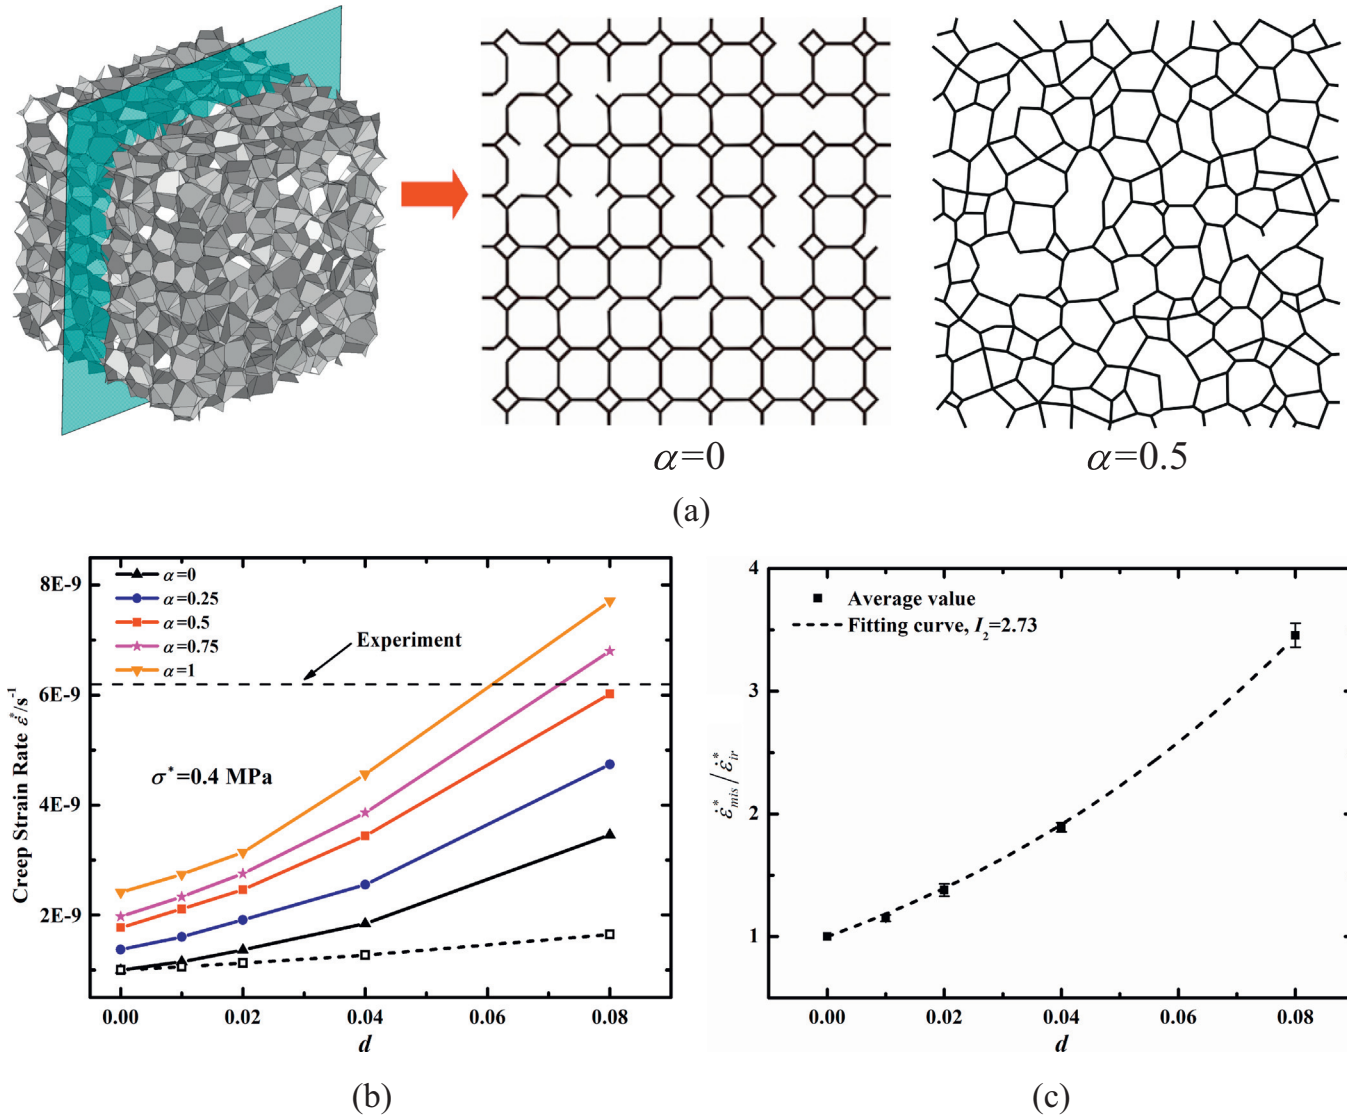 α=0
α=0.5
(a)
8E-9
6E-9
4E-9
2E-9
Creep Strain Rate ε̇*/s⁻¹
α=0
α=0.25
α=0.5
α=0.75
α=1
Experiment
σ*=0.4 MPa
0.00 0.02 0.04 0.06 0.08
d
(b)
4
3
2
1
ε̇*mis / ε̇*ir
Average value
Fitting curve, I₂=2.73
0.00 0.02 0.04 0.06 0.08
d
(c)